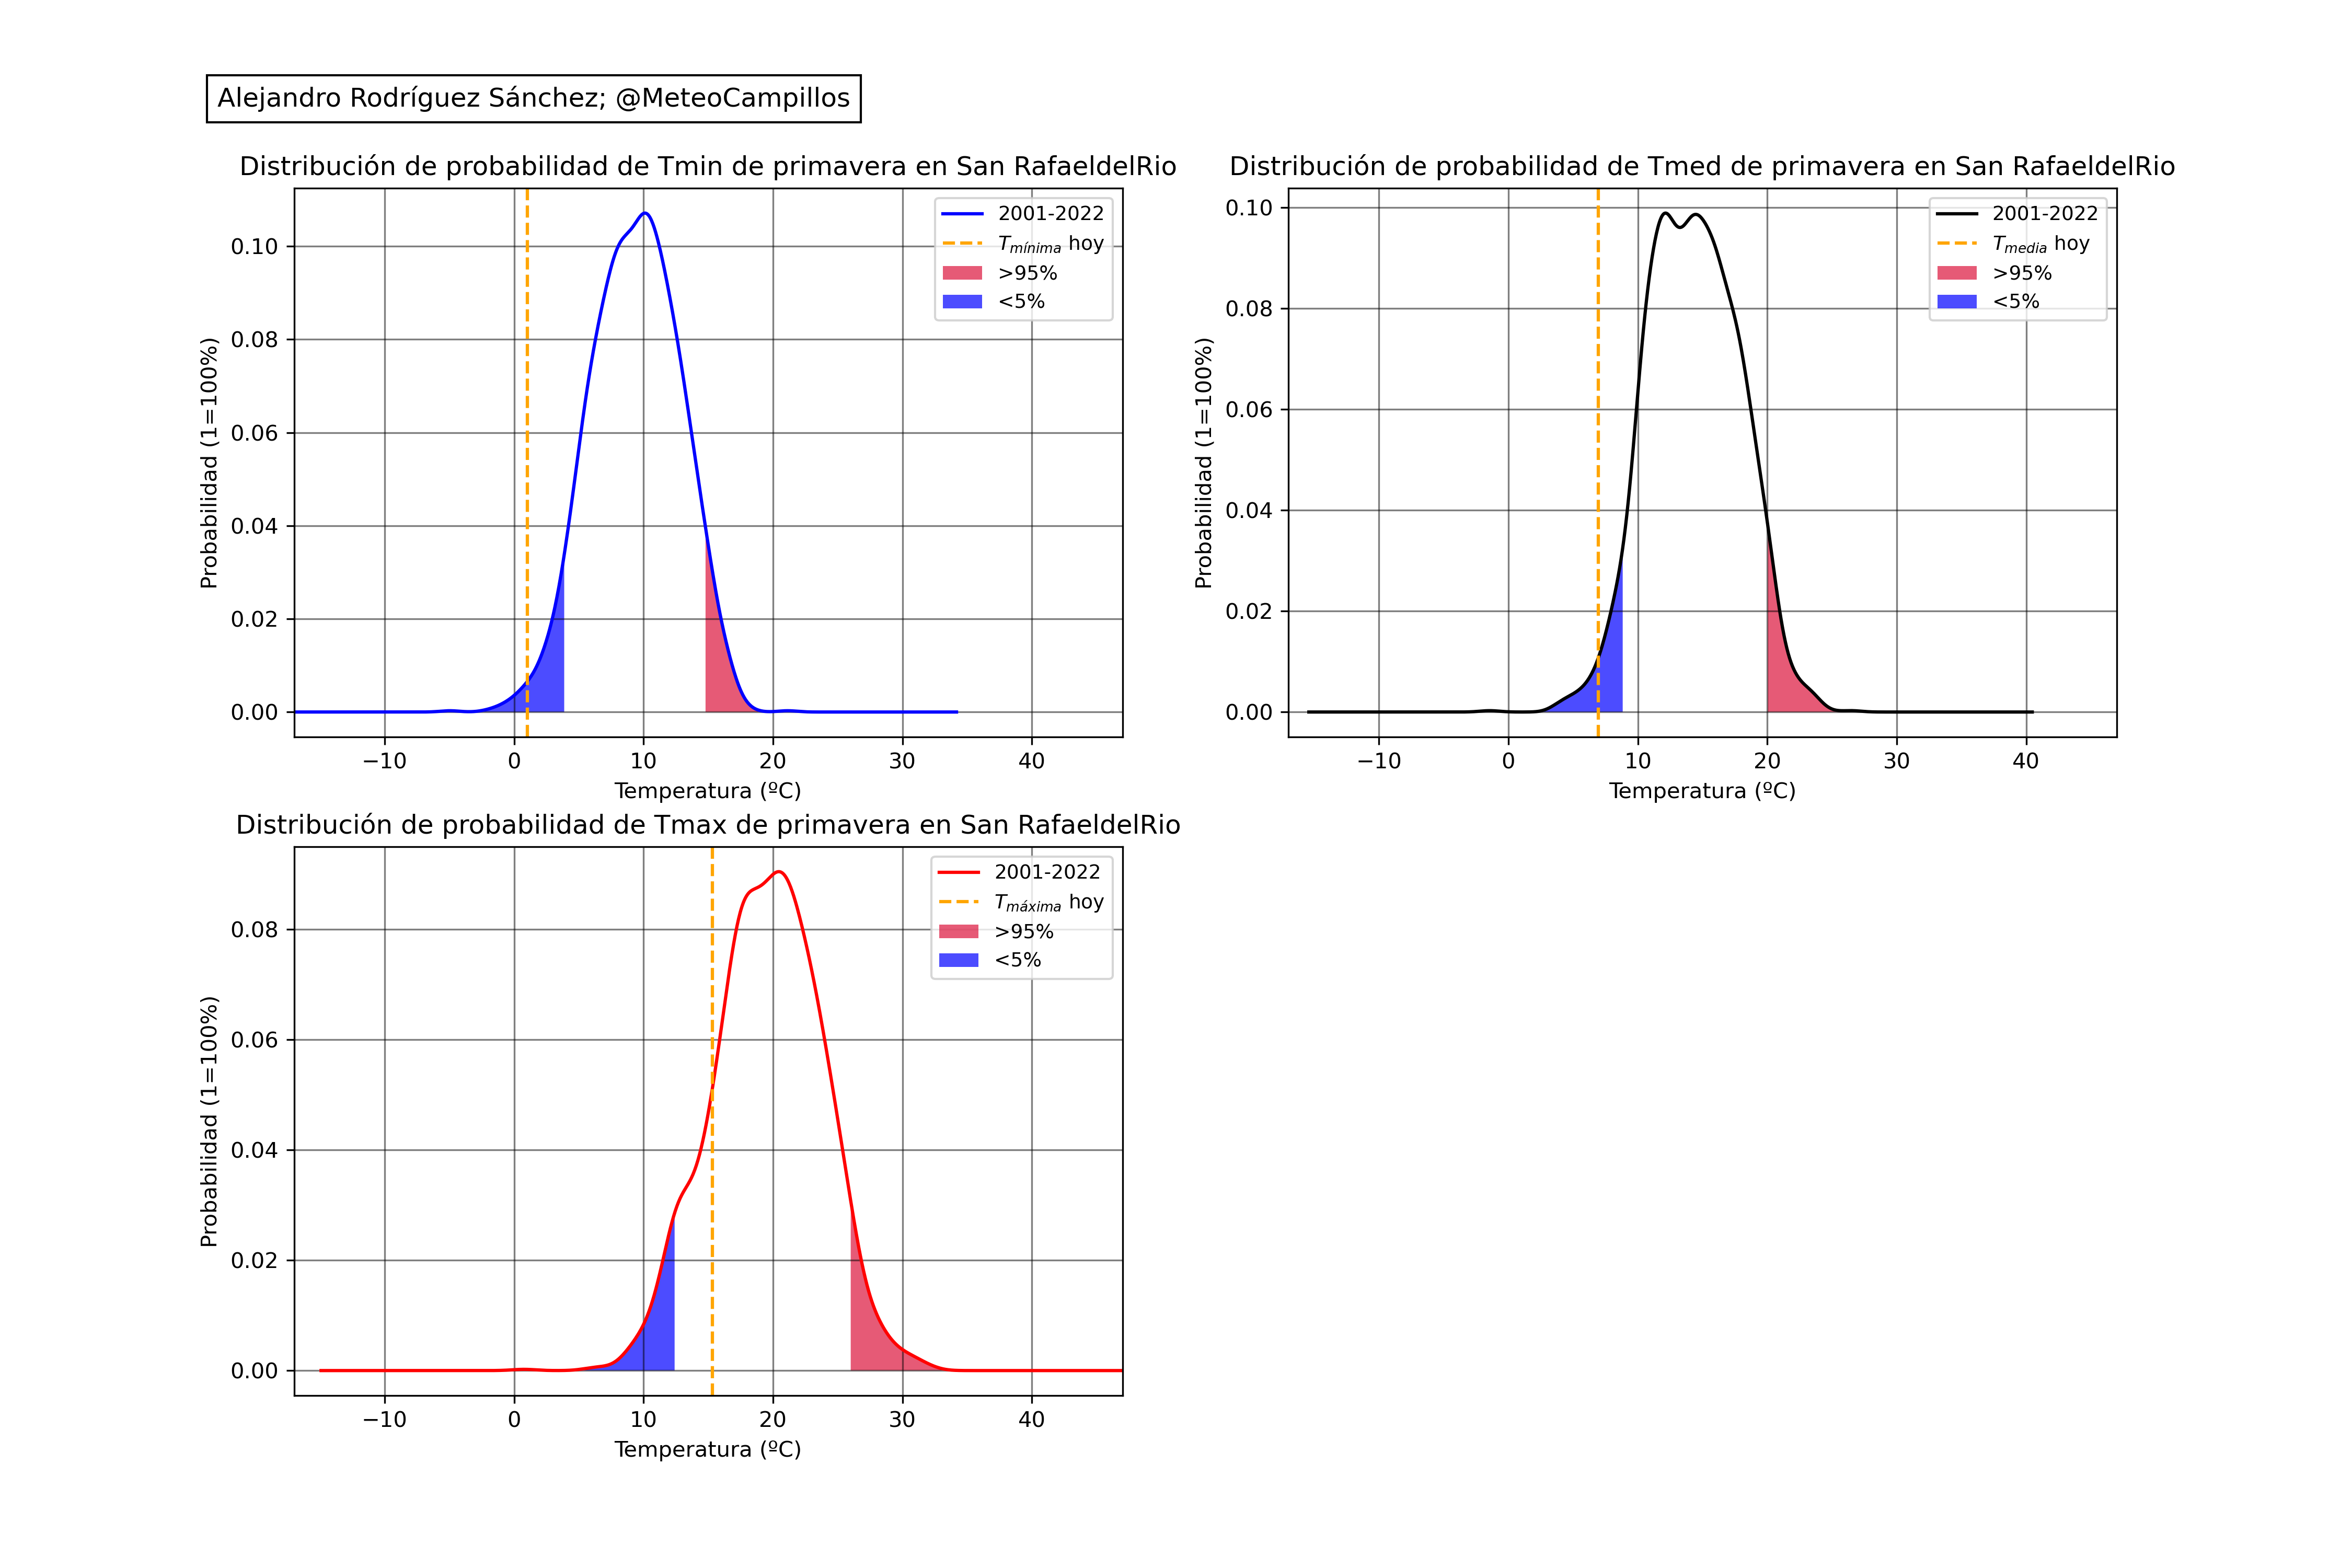 Alejandro Rodríguez Sánchez; @MeteoCampillos
Distribución de probabilidad de Tmin de primavera en San RafaeldelRio
Probabilidad (1=100%)
0.10
0.08
0.06
0.04
0.02
0.00
−10 0 10 20 30 40
Temperatura (ºC)
2001-2022
Tmínima hoy
>95%
<5%
Distribución de probabilidad de Tmed de primavera en San RafaeldelRio
Probabilidad (1=100%)
0.10
0.08
0.06
0.04
0.02
0.00
−10 0 10 20 30 40
Temperatura (ºC)
2001-2022
Tmedia hoy
>95%
<5%
Distribución de probabilidad de Tmax de primavera en San RafaeldelRio
Probabilidad (1=100%)
0.08
0.06
0.04
0.02
0.00
−10 0 10 20 30 40
Temperatura (ºC)
2001-2022
Tmáxima hoy
>95%
<5%